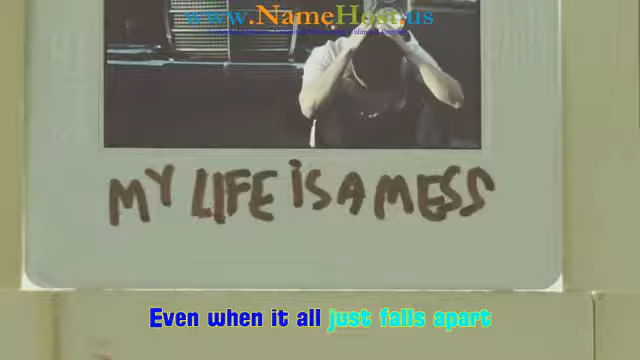 www.NameHost.us
MY LIFE IS A MESS
Even when it all just falls apart